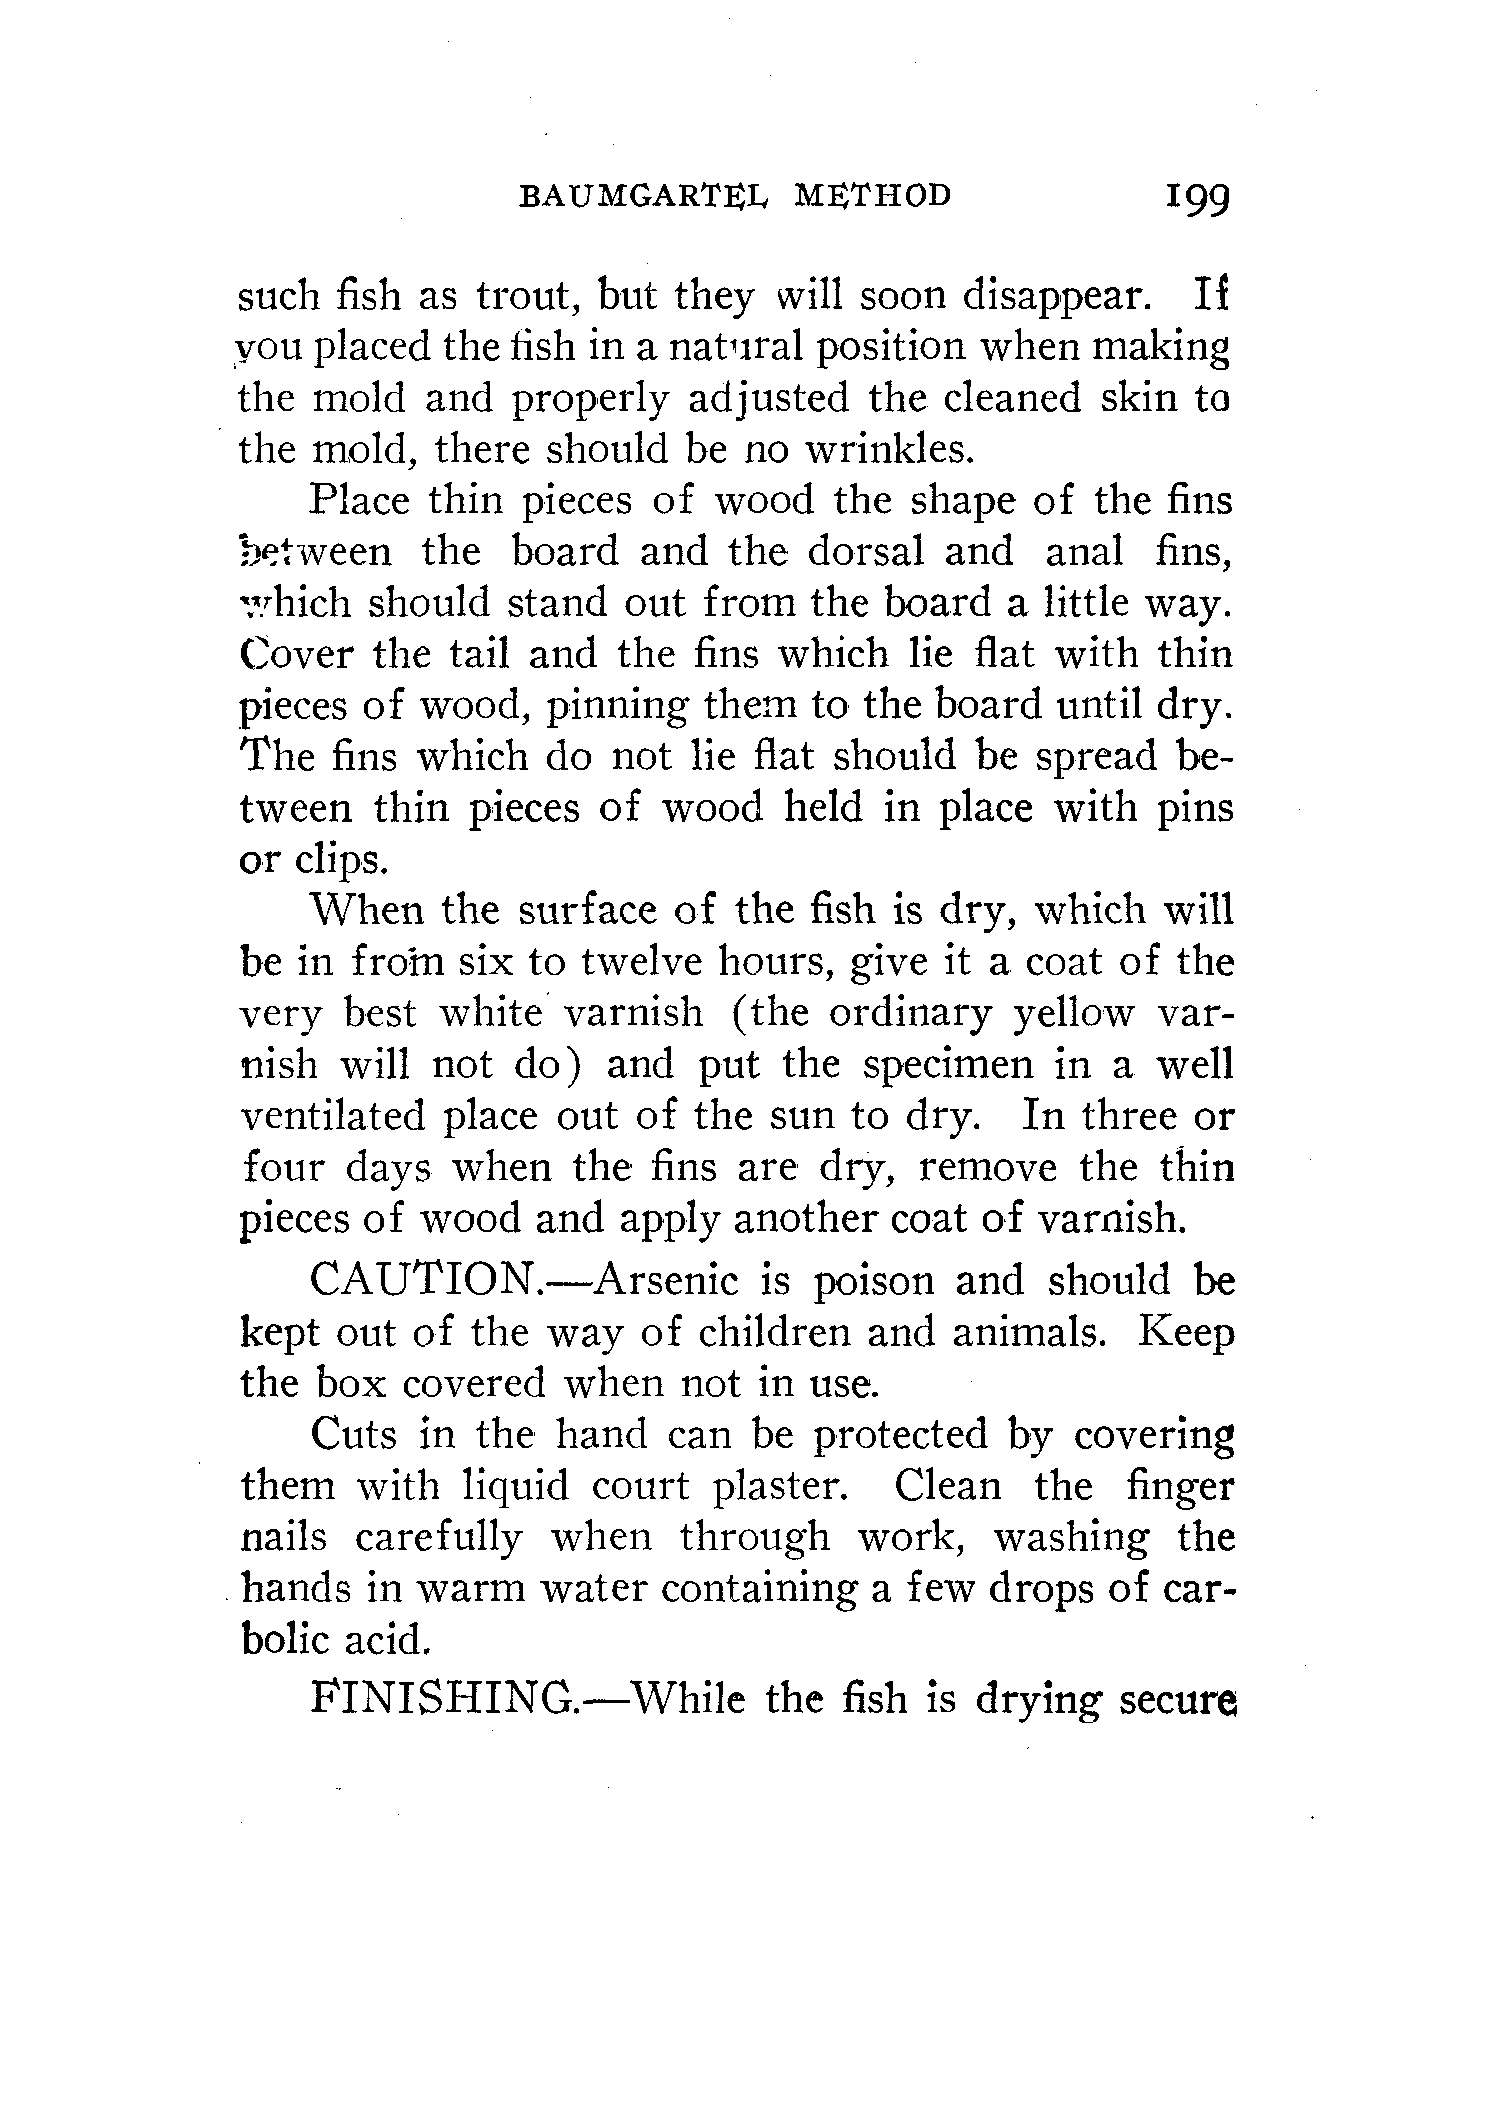 BAUMGARTEL METHOD 199
such fish as trout, but they will soon disappear. If
you placed the fish in a natural position when making
the mold and properly adjusted the cleaned skin to
the mold, there should be no wrinkles.
Place thin pieces of wood the shape of the fins
between the board and the dorsal and anal fins,
which should stand out from the board a little way.
Cover the tail and the fins which lie flat with thin
pieces of wood, pinning them to the board until dry.
The fins which do not lie flat should be spread be-
tween thin pieces of wood held in place with pins
or clips.
When the surface of the fish is dry, which will
be in from six to twelve hours, give it a coat of the
very best white varnish (the ordinary yellow var-
nish will not do) and put the specimen in a well
ventilated place out of the sun to dry. In three or
four days when the fins are dry, remove the thin
pieces of wood and apply another coat of varnish.
CAUTION.—Arsenic is poison and should be
kept out of the way of children and animals. Keep
the box covered when not in use.
Cuts in the hand can be protected by covering
them with liquid court plaster. Clean the finger
nails carefully when through work, washing the
hands in warm water containing a few drops of car-
bolic acid.
FINISHING.—While the fish is drying secure